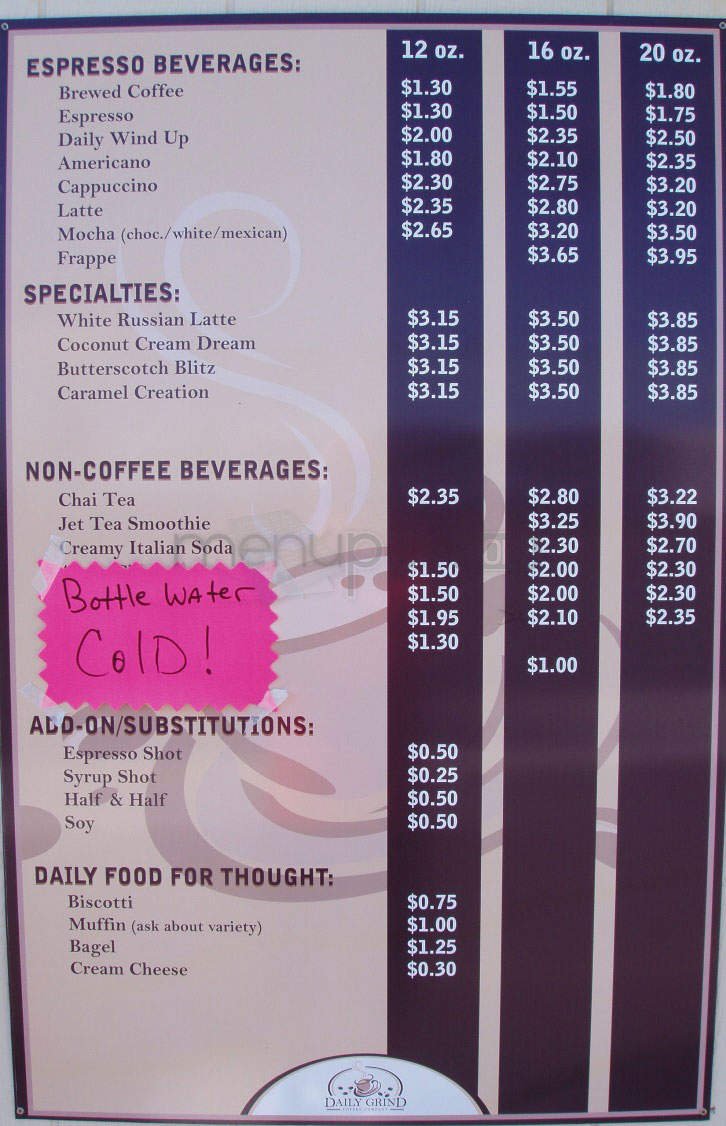 12 oz. 16 oz. 20 oz.
ESPRESSO BEVERAGES:
Brewed Coffee $1.30 $1.55 $1.80
Espresso $1.30 $1.50 $1.75
Daily Wind Up $2.00 $2.35 $2.50
Americano $1.80 $2.10 $2.35
Cappuccino $2.30 $2.75 $3.20
Latte $2.35 $2.80 $3.20
Mocha (choc./white/mexican) $2.65 $3.20 $3.50
Frappe $3.65 $3.95
SPECIALTIES:
White Russian Latte $3.15 $3.50 $3.85
Coconut Cream Dream $3.15 $3.50 $3.85
Butterscotch Blitz $3.15 $3.50 $3.85
Caramel Creation $3.15 $3.50 $3.85
NON-COFFEE BEVERAGES:
Chai Tea $2.35 $2.80 $3.22
Jet Tea Smoothie $3.25 $3.90
Creamy Italian Soda $2.30 $2.70
menup
$1.50 $2.00 $2.30
Bottle Water $1.50 $2.00 $2.30
$1.95 $2.10 $2.35
COlD! $1.30
$1.00
ADD-ON/SUBSTITUTIONS:
Espresso Shot $0.50
Syrup Shot $0.25
Half & Half $0.50
Soy $0.50
DAILY FOOD FOR THOUGHT:
Biscotti $0.75
Muffin (ask about variety) $1.00
Bagel $1.25
Cream Cheese $0.30
DAILY GRIND
COFFEE COMPANY